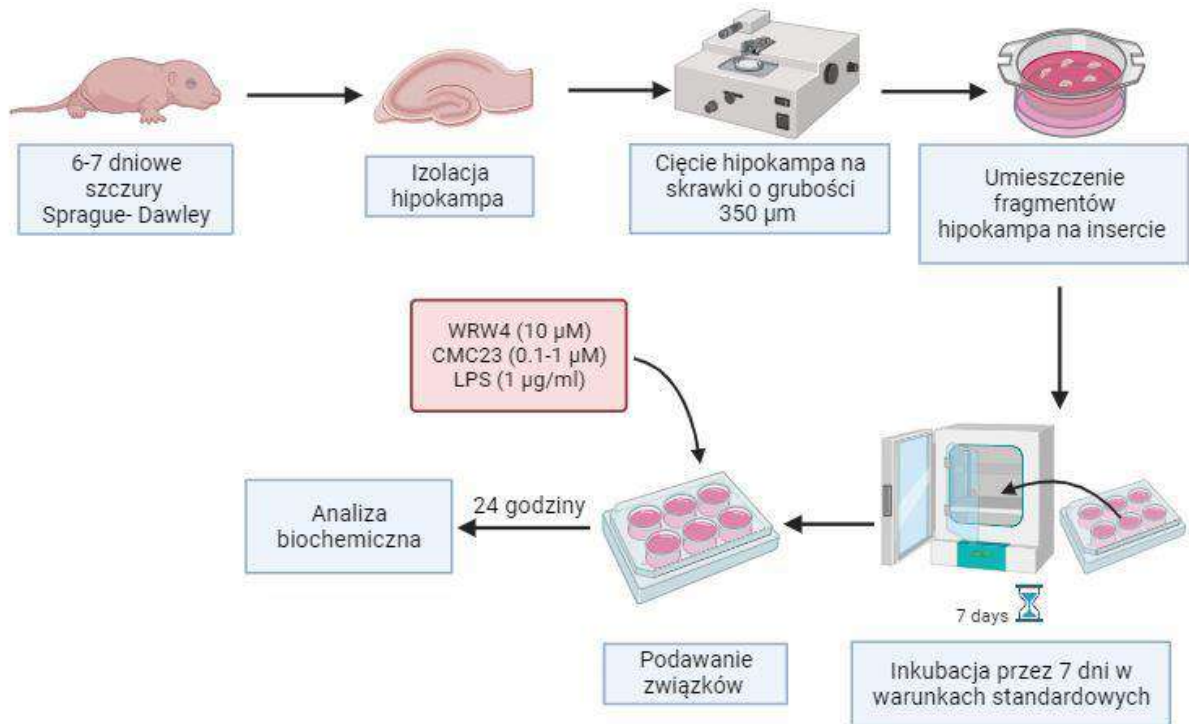 6-7 dniowe
szczury
Sprague- Dawley
Izolacja
hipokampa
Cięcie hipokampa na
skrawki o grubości
350 µm
Umieszczenie
fragmentów
hipokampa na insercie
WRW4 (10 µM)
CMC23 (0.1-1 µM)
LPS (1 µg/ml)
7 days
Inkubacja przez 7 dni w
warunkach standardowych
Podawanie
związków
24 godziny
Analiza
biochemiczna